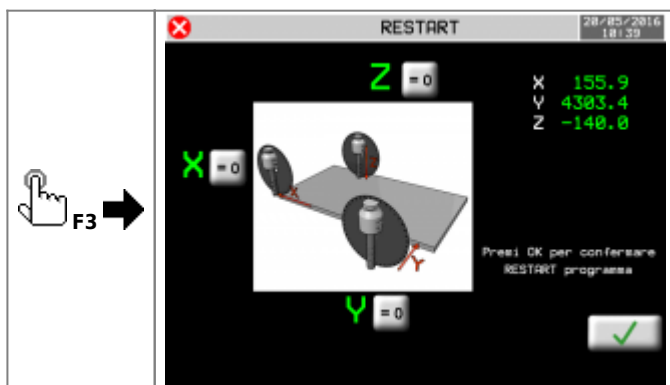 RESTART
20/05/2016
10:39
Z = 0
X 155.9
Y 4303.4
Z -140.0
X = 0
F3
X
Z
Y
Premi OK per confermare
RESTART programma
Y = 0